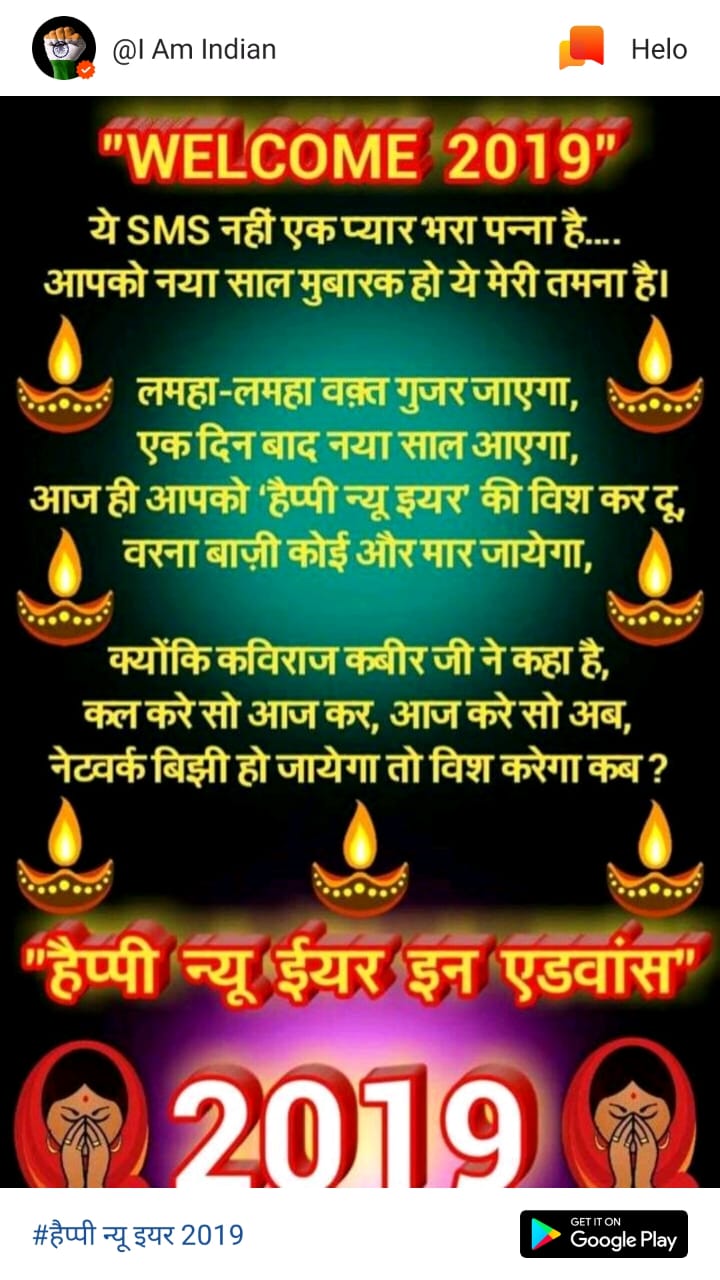 @I Am Indian
Helo
"WELCOME 2019"
ये SMS नहीं एक प्यार भरा पन्ना है....
आपको नया साल मुबारक हो ये मेरी तमना है।
लमहा-लमहा वक़्त गुजर जाएगा,
एक दिन बाद नया साल आएगा,
आज ही आपको 'हैप्पी न्यू इयर' की विश कर दू,
वरना बाज़ी कोई और मार जायेगा,
क्योंकि कविराज कबीर जी ने कहा है,
कल करे सो आज कर, आज करे सो अब,
नेटवर्क बिझी हो जायेगा तो विश करेगा कब ?
"हैप्पी न्यू ईयर इन एडवांस"
2019
#हैप्पी न्यू इयर 2019
GET IT ON
Google Play